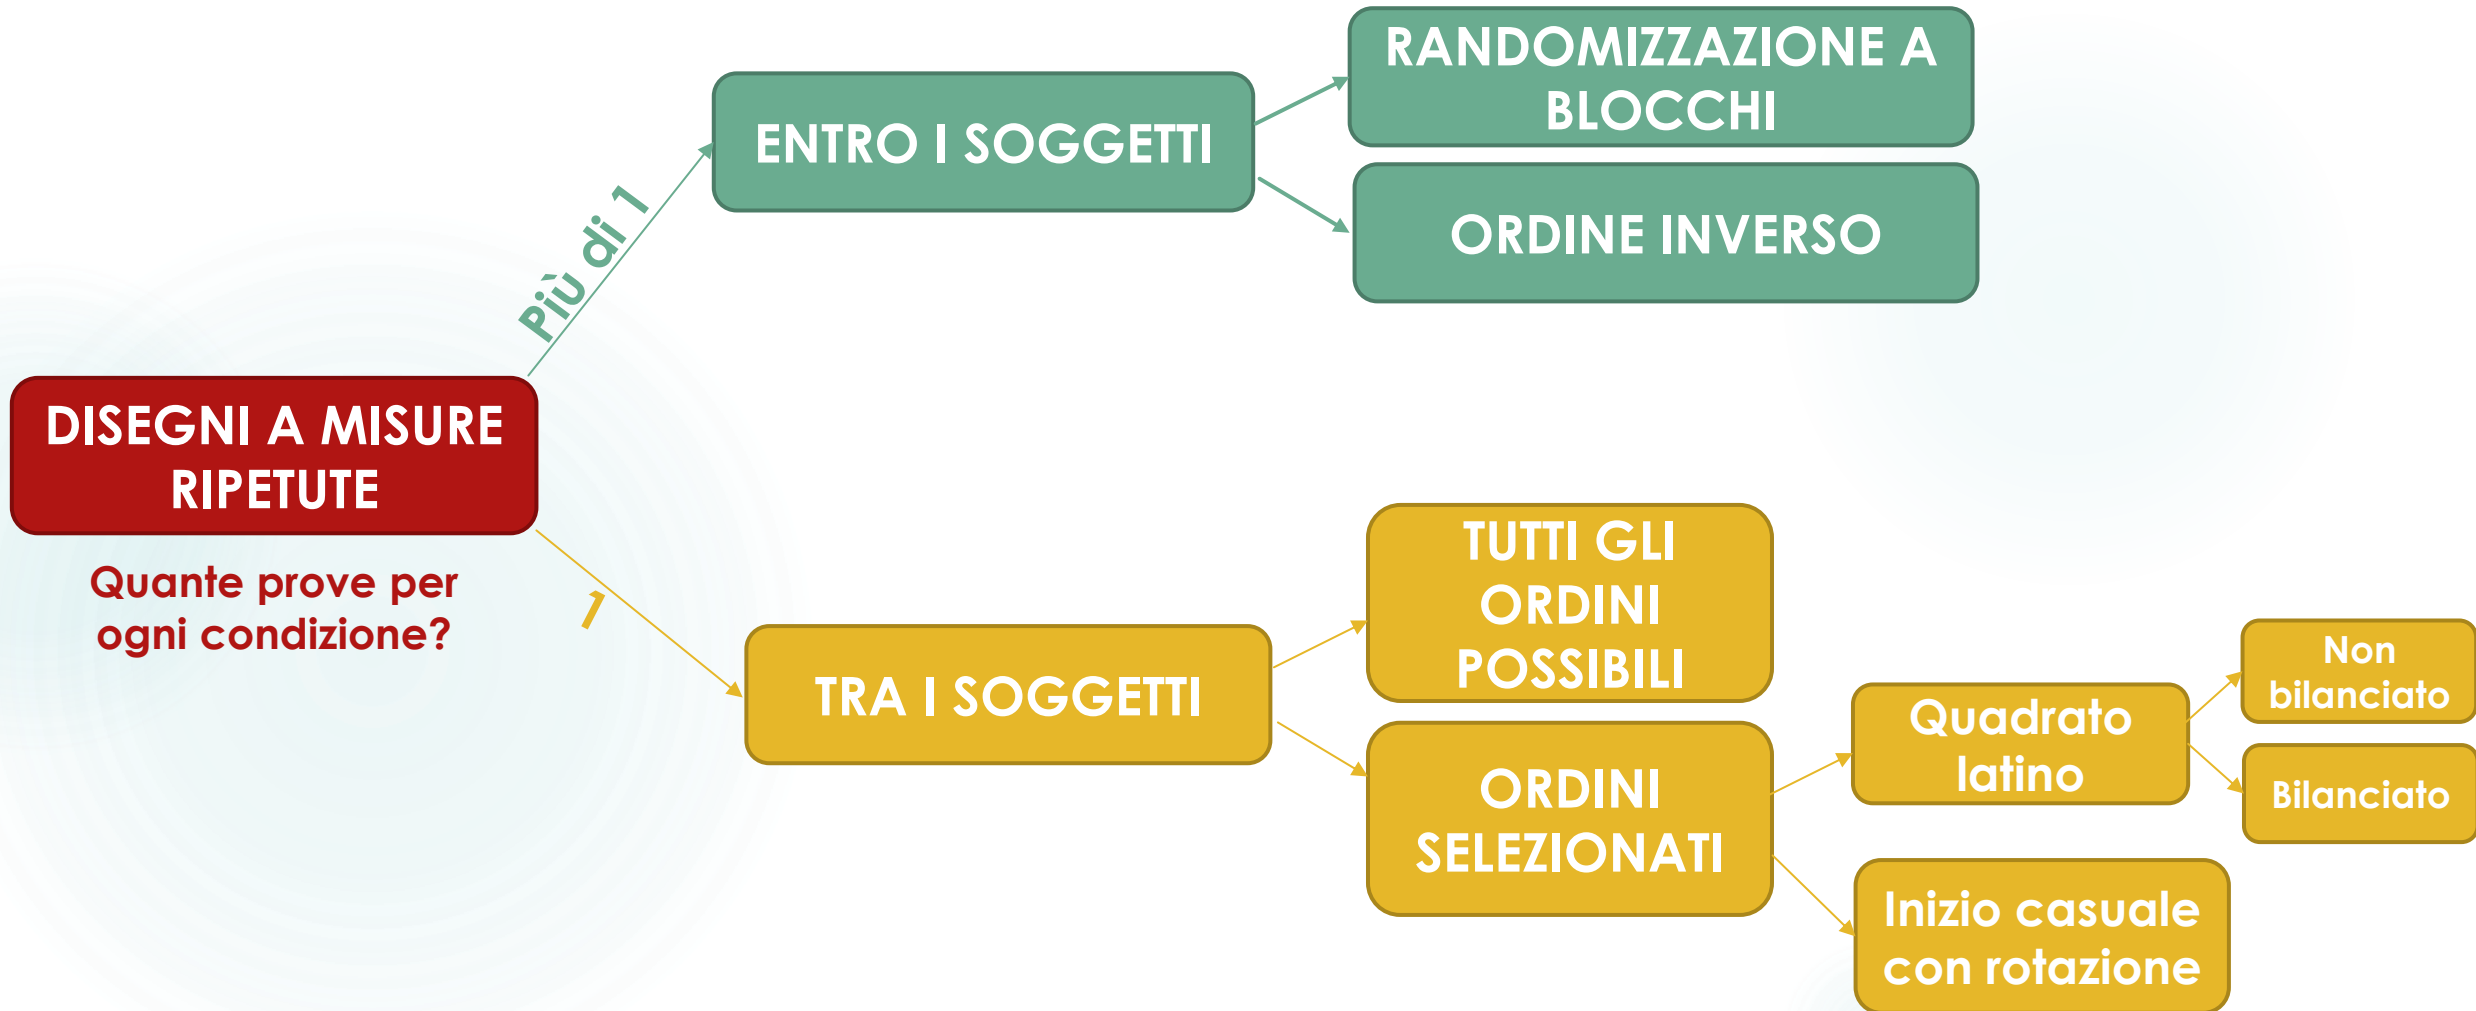 RANDOMIZZAZIONE A
BLOCCHI
ENTRO I SOGGETTI
ORDINE INVERSO
Più di 1
DISEGNI A MISURE
RIPETUTE
Quante prove per
ogni condizione?
1
TRA I SOGGETTI
TUTTI GLI
ORDINI
POSSIBILI
ORDINI
SELEZIONATI
Quadrato
latino
Non
bilanciato
Bilanciato
Inizio casuale
con rotazione